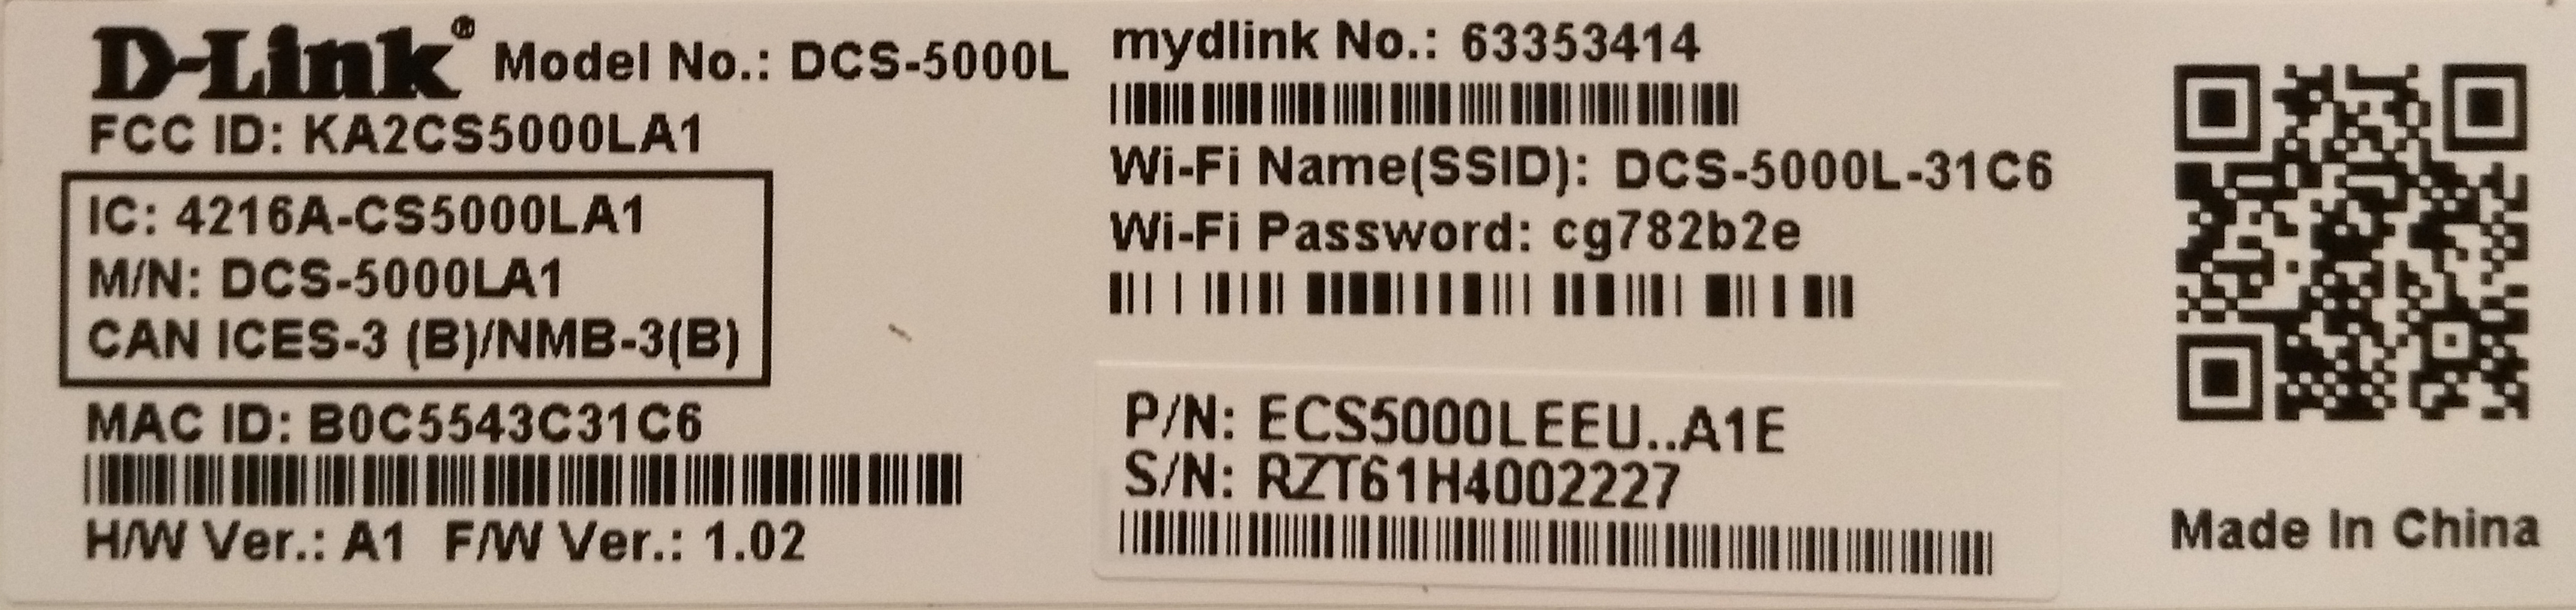 D-Link® Model No.: DCS-5000L
FCC ID: KA2CS5000LA1
IC: 4216A-CS5000LA1
M/N: DCS-5000LA1
CAN ICES-3 (B)/NMB-3(B)
MAC ID: B0C5543C31C6
H/W Ver.: A1 F/W Ver.: 1.02
mydlink No.: 63353414
Wi-Fi Name(SSID): DCS-5000L-31C6
Wi-Fi Password: cg782b2e
P/N: ECS5000LEEU..A1E
S/N: RZT61H4002227
Made In China